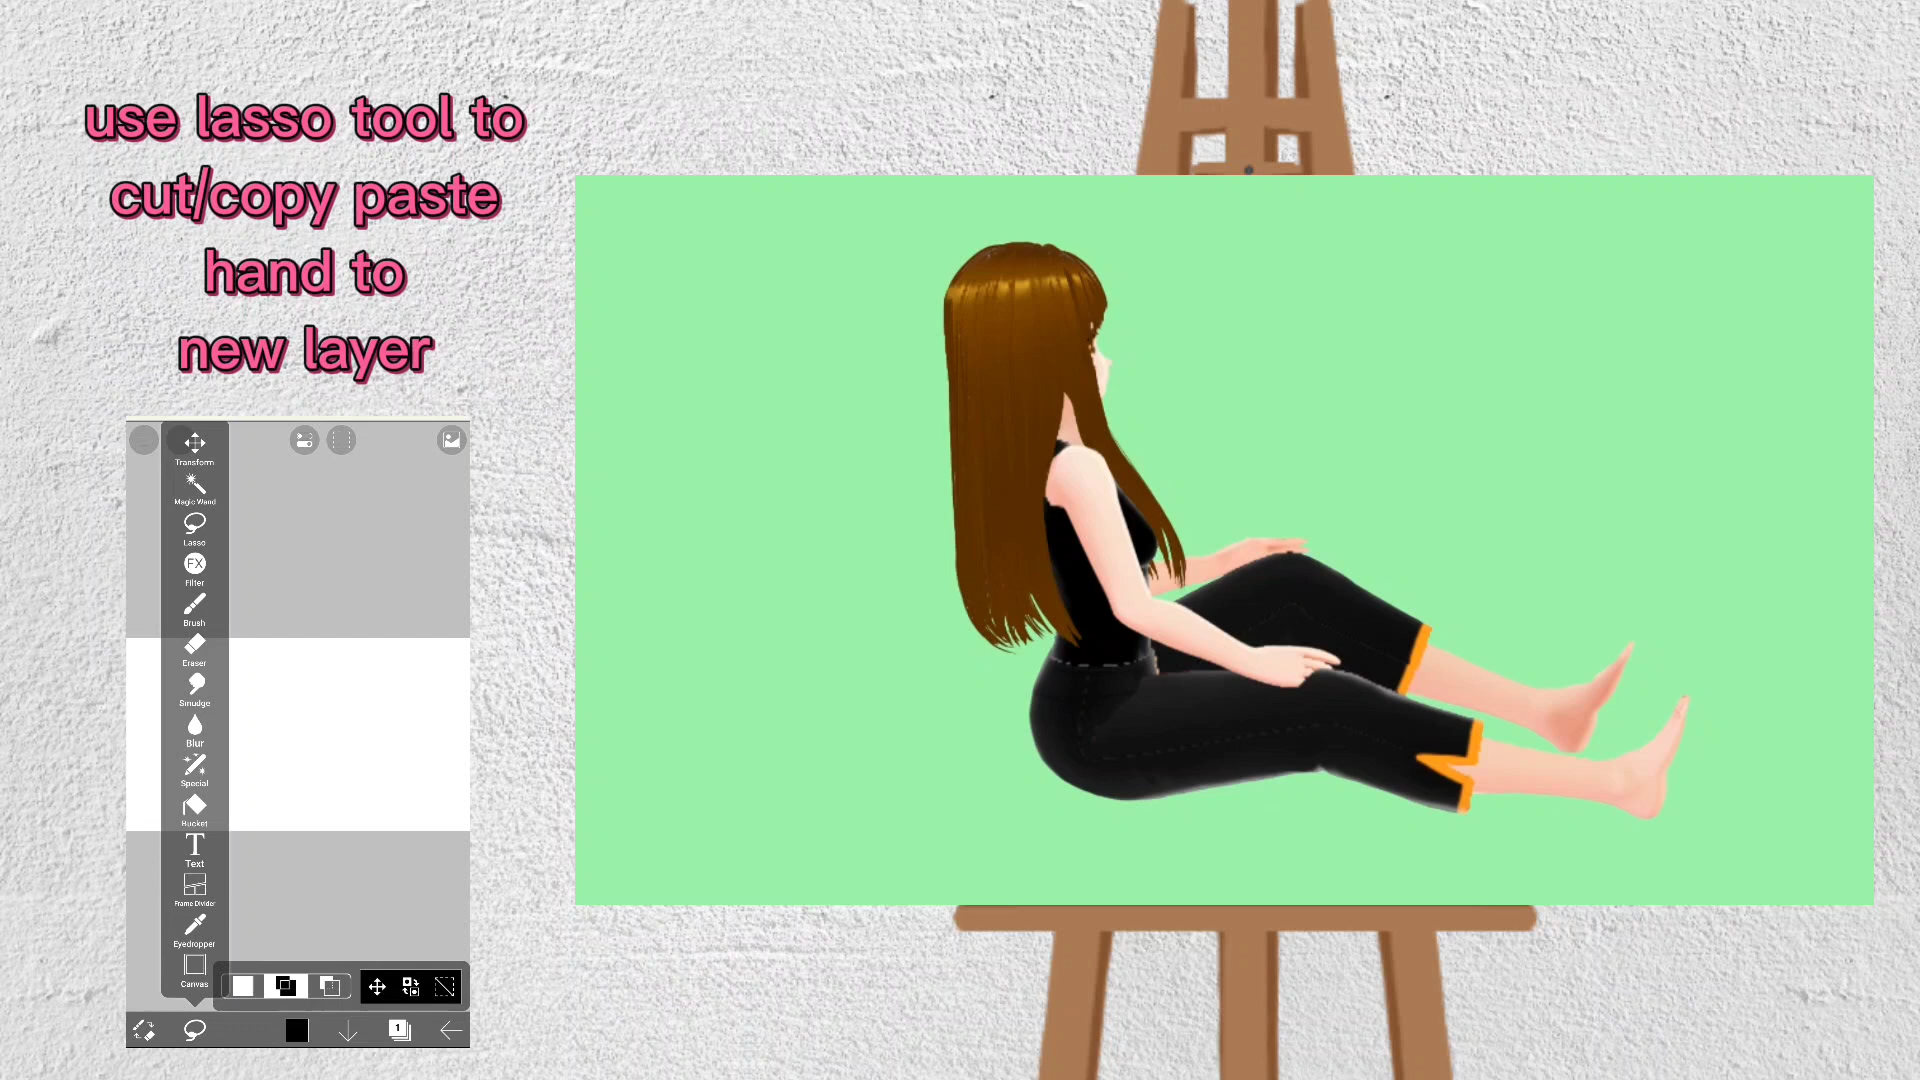 use lasso tool to
cut/copy paste
hand to
new layer
Transform
Magic Wand
Lasso
FX
Filter
Brush
Eraser
Smudge
Blur
Special
Bucket
T
Text
Frame Divider
Eyedropper
Canvas
1